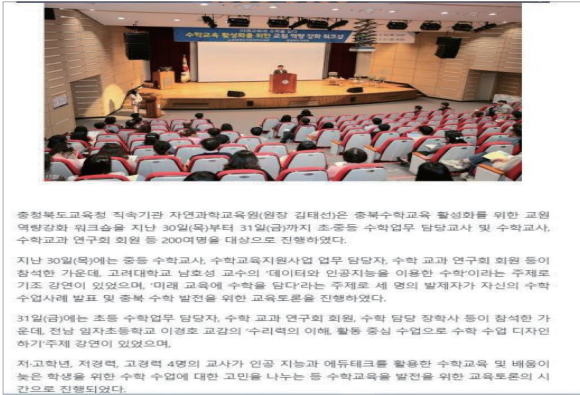 수학교육 활성화를 위한 교원 역량 강화 워크샵
충청북도교육청 직속기관 자연과학교육원(원장 김태선)은 충북수학교육 활성화를 위한 교원
역량강화 워크숍을 지난 30일(목)부터 31일(금)까지 초·중등 수학업무 담당교사 및 수학교사,
수학교과 연구회 회원 등 200여명을 대상으로 진행하였다.
지난 30일(목)에는 중등 수학교사, 수학교육지원사업 업무 담당자, 수학 교과 연구회 회원 등이
참석한 가운데, 고려대학교 남호성 교수의 '데이터와 인공지능을 이용한 수학'이라는 주제로
기조 강연이 있었으며, '미래 교육에 수학을 담다'라는 주제로 세 명의 발제자가 자신의 수학
수업사례 발표 및 충북 수학 발전을 위한 교육토론을 진행하였다.
31일(금)에는 초등 수학업무 담당자, 수학 교과 연구회 회원, 수학 담당 장학사 등이 참석한 가
운데, 전남 임자초등학교 이경호 교감의 '수리력의 이해, 활동 중심 수업으로 수학 수업 디자인
하기'주제 강연이 있었으며,
저·고학년, 저경력, 고경력 4명의 교사가 인공 지능과 에듀테크를 활용한 수학교육 및 배움이
늦은 학생을 위한 수학 수업에 대한 고민을 나누는 등 수학교육을 발전을 위한 교육토론의 시
간으로 진행되었다.